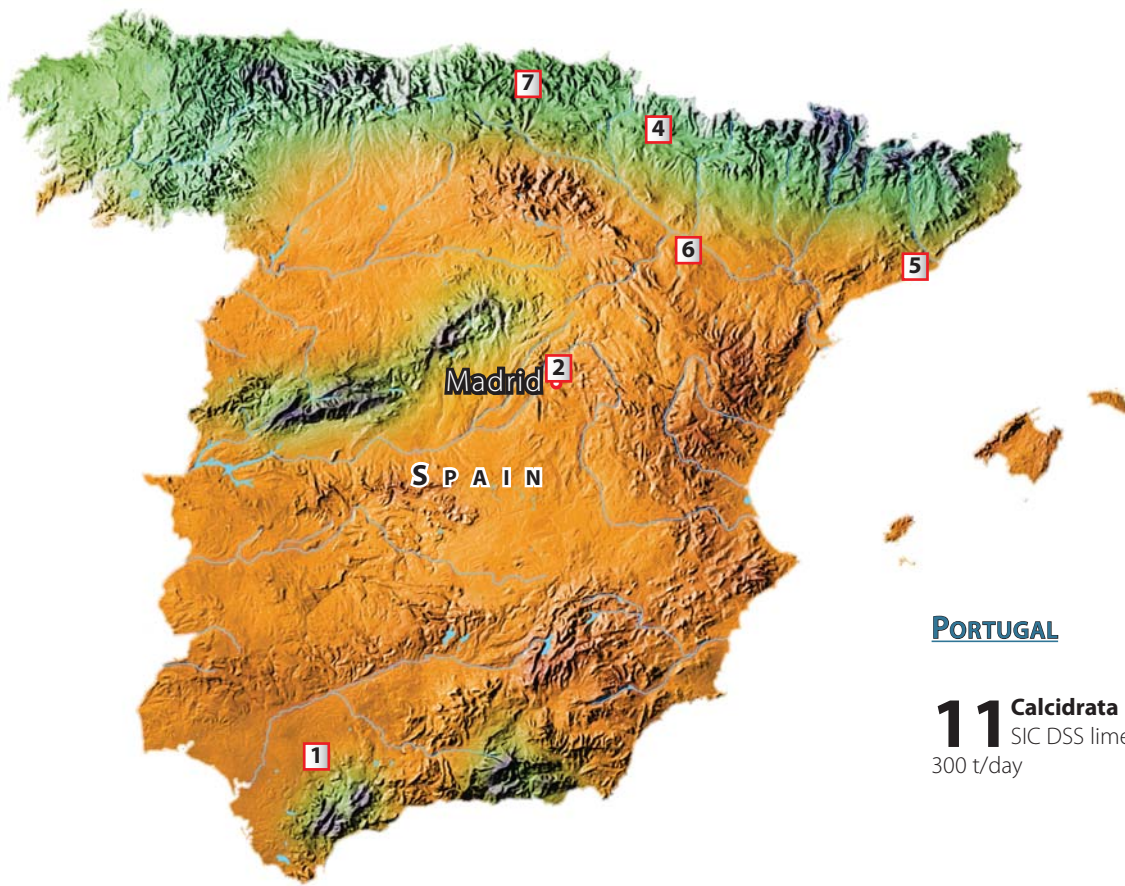 7
4
6
5
2
Madrid
SPAIN
1
PORTUGAL
11 Calcidrata
SIC DSS lime
300 t/day